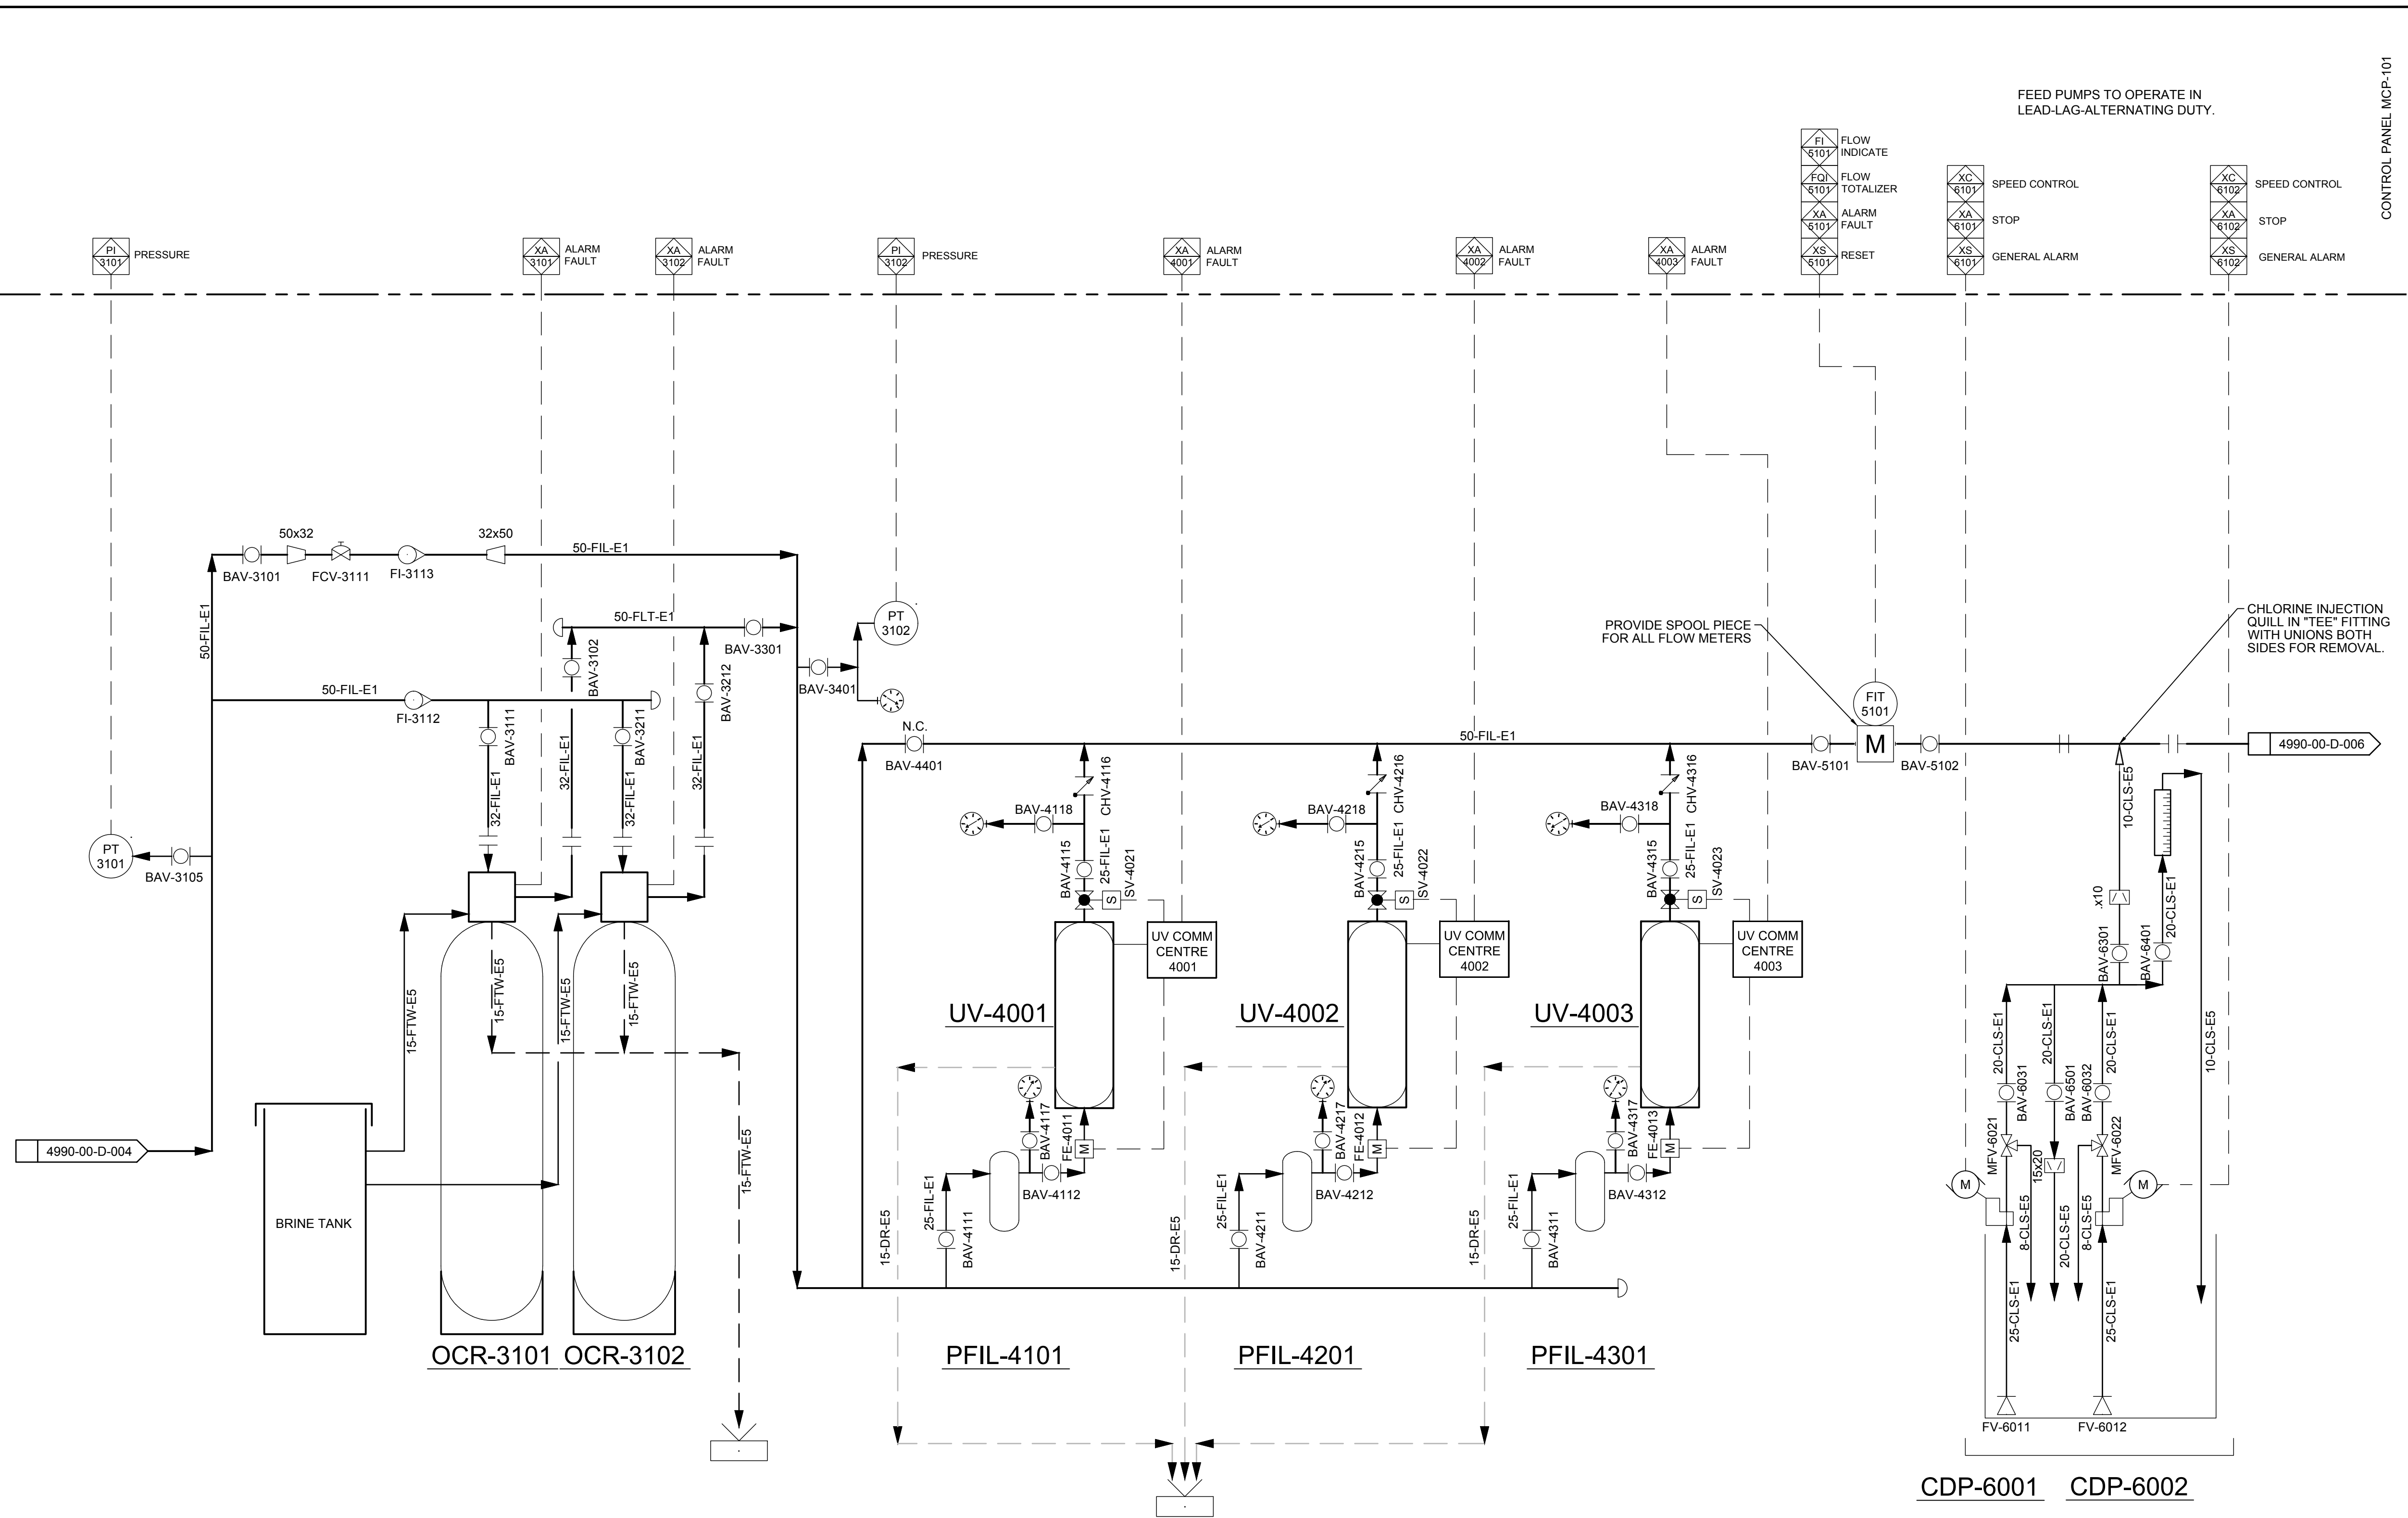 CONTROL PANEL MCP-101
FEED PUMPS TO OPERATE IN
LEAD-LAG-ALTERNATING DUTY.
FI
5101
FLOW
INDICATE
FQI
5101
FLOW
TOTALIZER
XA
5101
ALARM
FAULT
XS
5101
RESET
XC
6101
SPEED CONTROL
XA
6101
STOP
XS
6101
GENERAL ALARM
XC
6102
SPEED CONTROL
XA
6102
STOP
XS
6102
GENERAL ALARM
PI
3101
PRESSURE
XA
3101
ALARM
FAULT
XA
3102
ALARM
FAULT
PI
3102
PRESSURE
XA
4001
ALARM
FAULT
XA
4002
ALARM
FAULT
XA
4003
ALARM
FAULT
50x32
32x50
50-FIL-E1
BAV-3101
FCV-3111
FI-3113
50-FIL-E1
50-FLT-E1
BAV-3301
BAV-3102
BAV-3212
PT
3102
BAV-3401
50-FIL-E1
FI-3112
BAV-3111
BAV-3211
32-FIL-E1
32-FIL-E1
32-FIL-E1
32-FIL-E1
PT
3101
BAV-3105
15-FTW-E5
15-FTW-E5
15-FTW-E5
15-FTW-E5
15-FTW-E5
4990-00-D-004
BRINE TANK
OCR-3101
OCR-3102
N.C.
BAV-4401
50-FIL-E1
PROVIDE SPOOL PIECE
FOR ALL FLOW METERS
FIT
5101
M
BAV-5101
BAV-5102
CHLORINE INJECTION
QUILL IN "TEE" FITTING
WITH UNIONS BOTH
SIDES FOR REMOVAL.
4990-00-D-006
CHV-4116
BAV-4118
BAV-4115
25-FIL-E1
SV-4021
S
UV COMM
CENTRE
4001
UV-4001
BAV-4117
FE-4011
M
BAV-4112
25-FIL-E1
BAV-4111
15-DR-E5
PFIL-4101
CHV-4216
BAV-4218
BAV-4215
25-FIL-E1
SV-4022
S
UV COMM
CENTRE
4002
UV-4002
BAV-4217
FE-4012
M
BAV-4212
25-FIL-E1
BAV-4211
15-DR-E5
PFIL-4201
CHV-4316
BAV-4318
BAV-4315
25-FIL-E1
SV-4023
S
UV COMM
CENTRE
4003
UV-4003
BAV-4317
FE-4013
M
BAV-4312
25-FIL-E1
BAV-4311
15-DR-E5
PFIL-4301
10-CLS-E5
.x10
20-CLS-E1
BAV-6301
BAV-6401
20-CLS-E1
20-CLS-E1
20-CLS-E1
10-CLS-E5
BAV-6031
BAV-6501
BAV-6032
MFV-6021
15x20
MFV-6022
M
M
8-CLS-E5
20-CLS-E5
8-CLS-E5
25-CLS-E1
25-CLS-E1
FV-6011
FV-6012
CDP-6001
CDP-6002